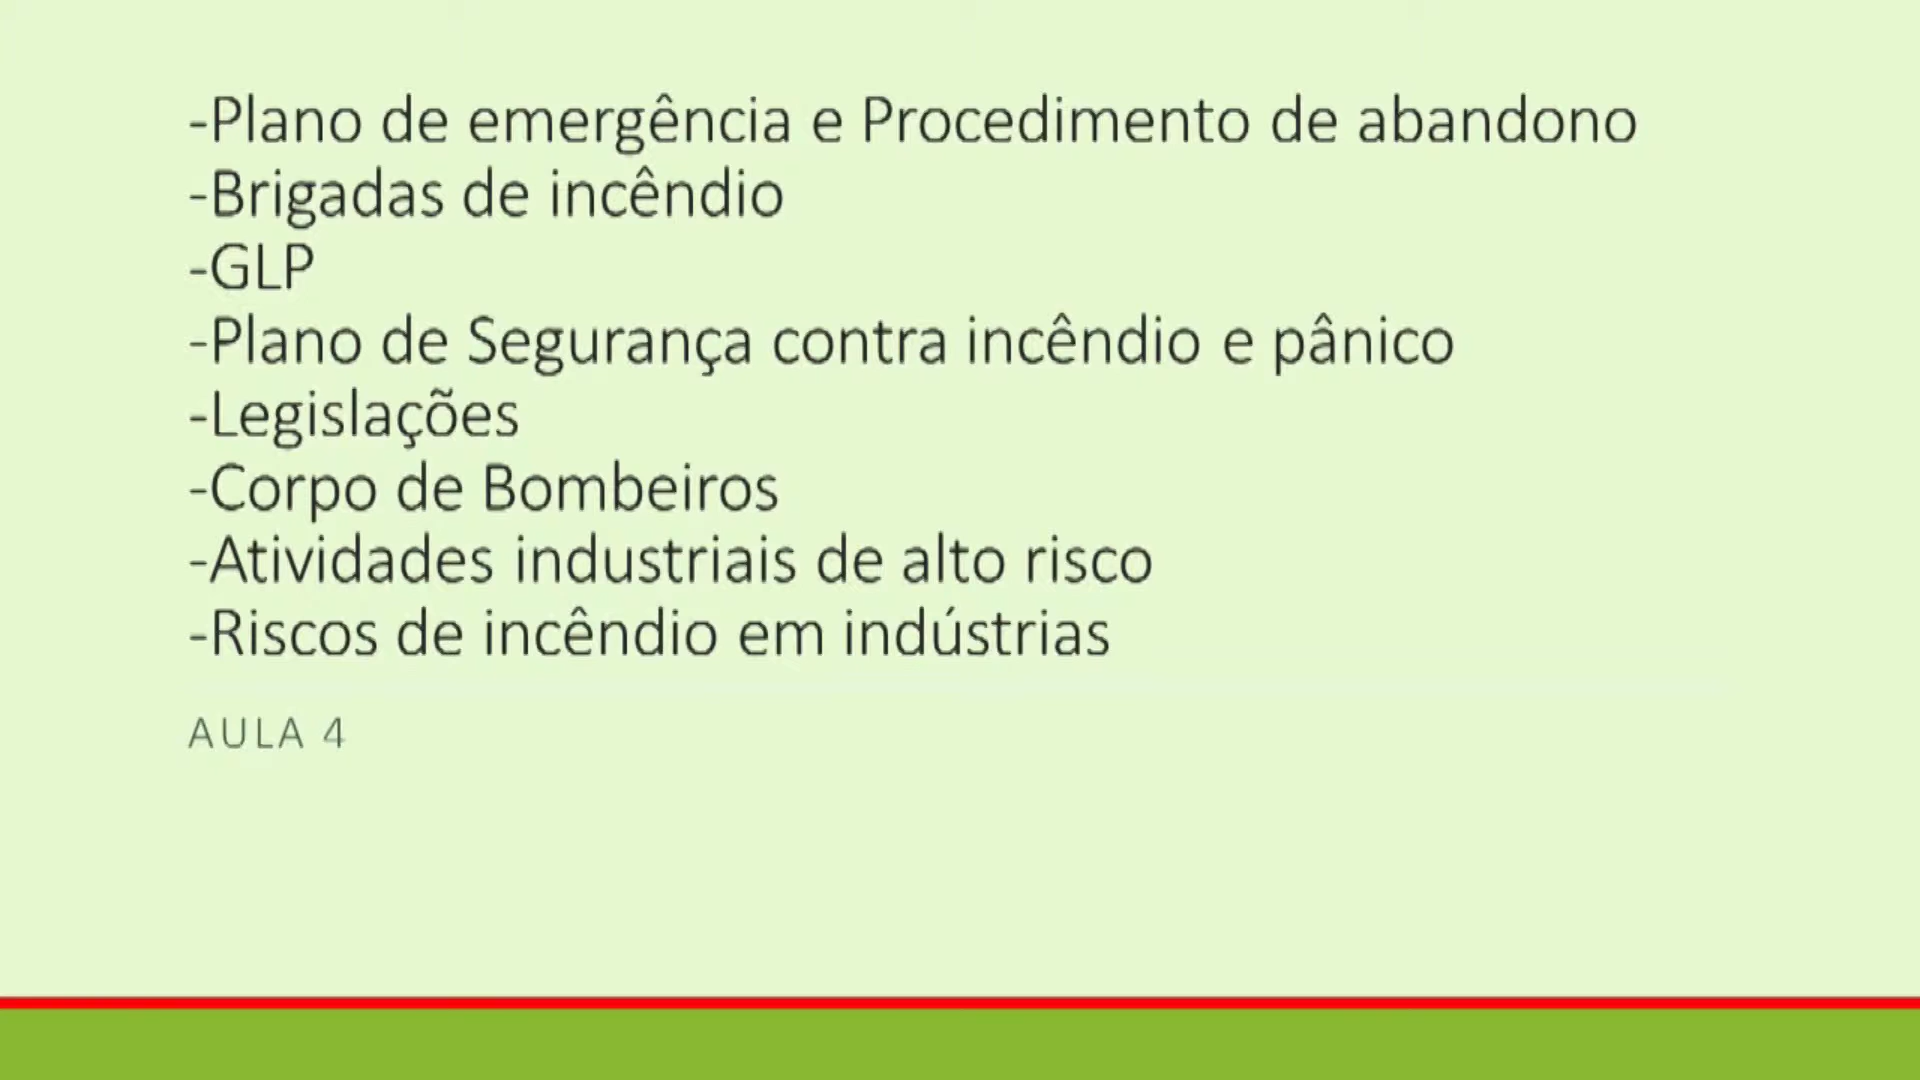 -Plano de emergência e Procedimento de abandono
-Brigadas de incêndio
-GLP
-Plano de Segurança contra incêndio e pânico
-Legislações
-Corpo de Bombeiros
-Atividades industriais de alto risco
-Riscos de incêndio em indústrias
AULA 4